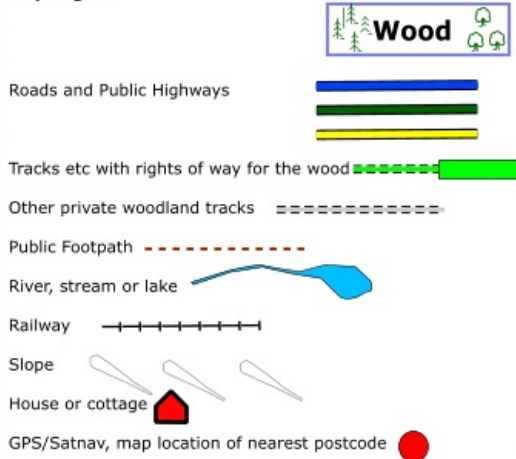 Wood
Roads and Public Highways
Tracks etc with rights of way for the wood
Other private woodland tracks
Public Footpath
River, stream or lake
Railway
Slope
House or cottage
GPS/Satnav, map location of nearest postcode